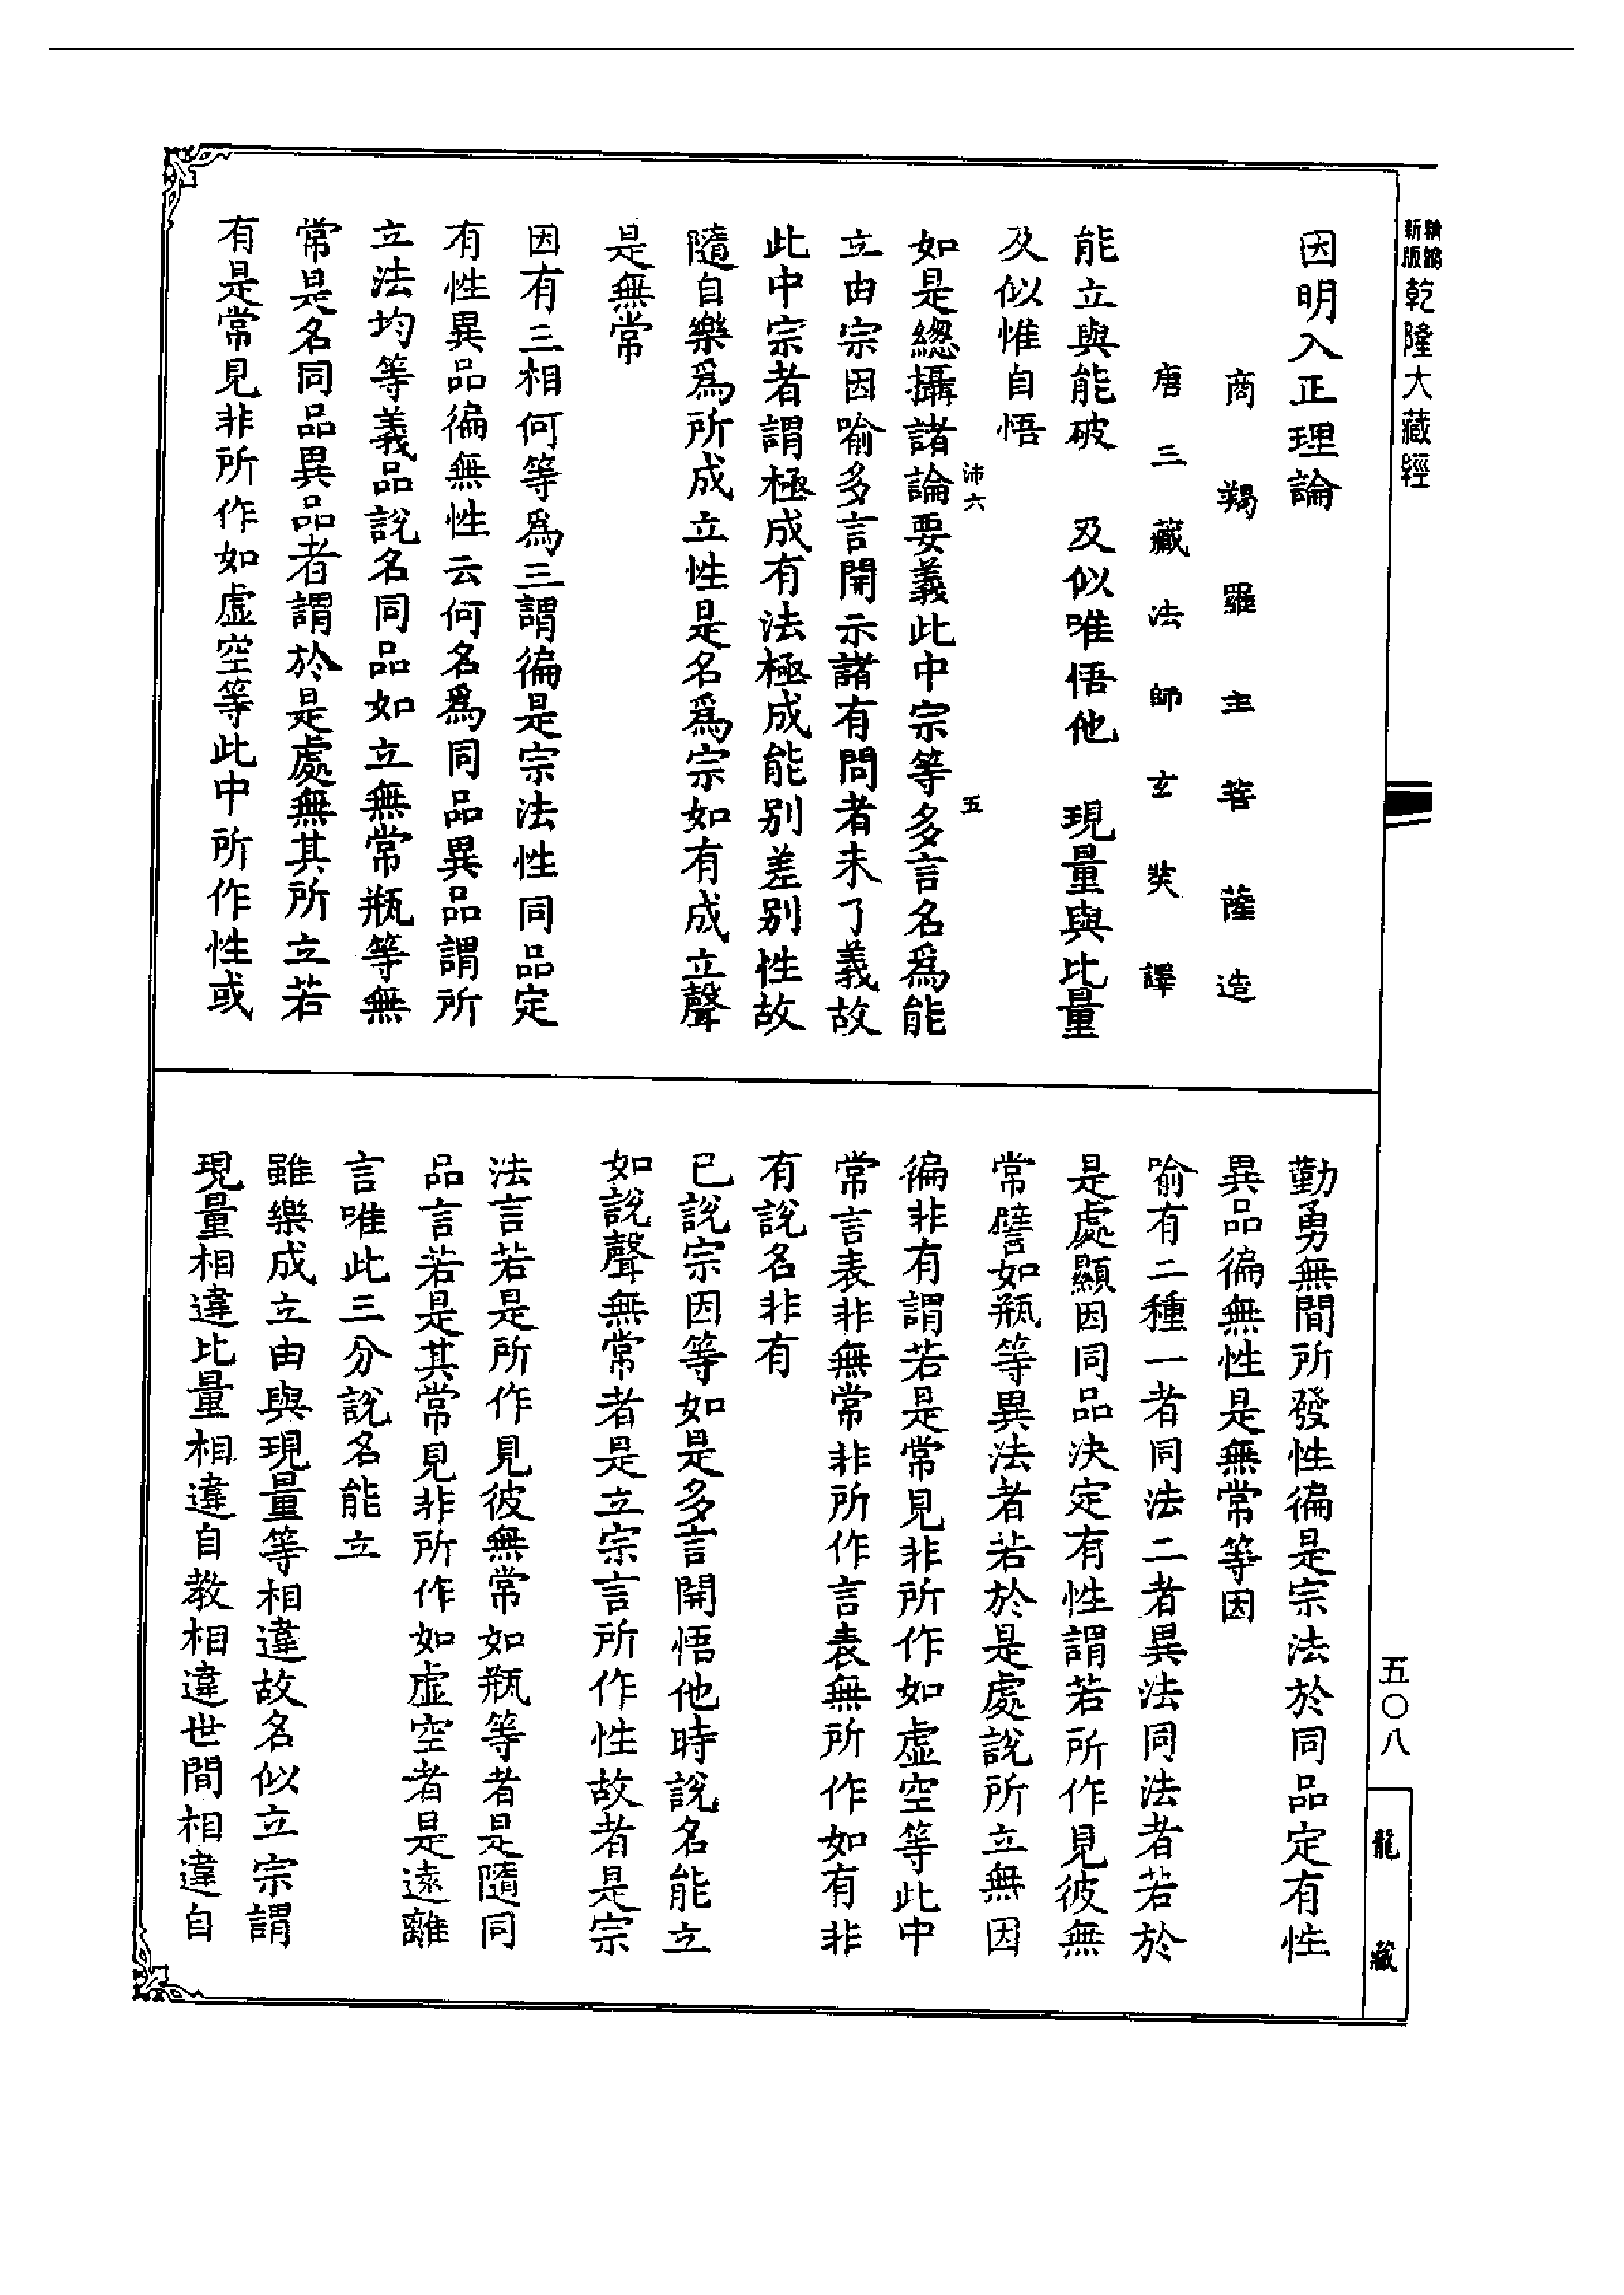 新版
乾隆大藏經
因明入正理論
商羯羅主菩薩造
唐三藏法師玄奘譯
能立與能破　及似唯悟他　現量與比量
及似惟自悟
如是緫攝諸論要義此中宗等多言名爲能
沛六
五
立由宗因喻多言開示諸有問者未了義故
此中宗者謂極成有法極成能別差別性故
隨自樂爲所成立性是名爲宗如有成立聲
是無常
因有三相何等爲三謂徧是宗法性同品定
有性異品徧無性云何名爲同品異品謂所
立法均等義品說名同品如立無常瓶等無
常是名同品異品者謂於是處無其所立若
有是常見非所作如虛空等此中所作性或
勤勇無間所發性徧是宗法於同品定有性
異品徧無性是無常等因
喻有二種一者同法二者異法同法者若於
是處顯因同品決定有性謂若所作見彼無
常譬如瓶等異法者若於是處說所立無因
徧非有謂若是常見非所作如虛空等此中
常言表非無常非所作言表無所作如有非
有說名非有
已說宗因等如是多言開悟他時說名能立
如說聲無常者是立宗言所作性故者是宗
法言若是所作見彼無常如瓶等者是隨同
品言若是其常見非所作如虛空者是遠離
言唯此三分說名能立
雖樂成立由與現量等相違故名似立宗謂
現量相違比量相違自教相違世間相違自
五〇八
龍藏